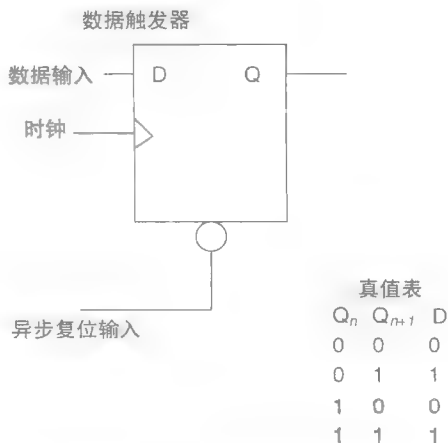 数据触发器
数据输入 D Q
时钟
异步复位输入
真值表
Qn Qn+1 D
0 0 0
0 1 1
1 0 0
1 1 1